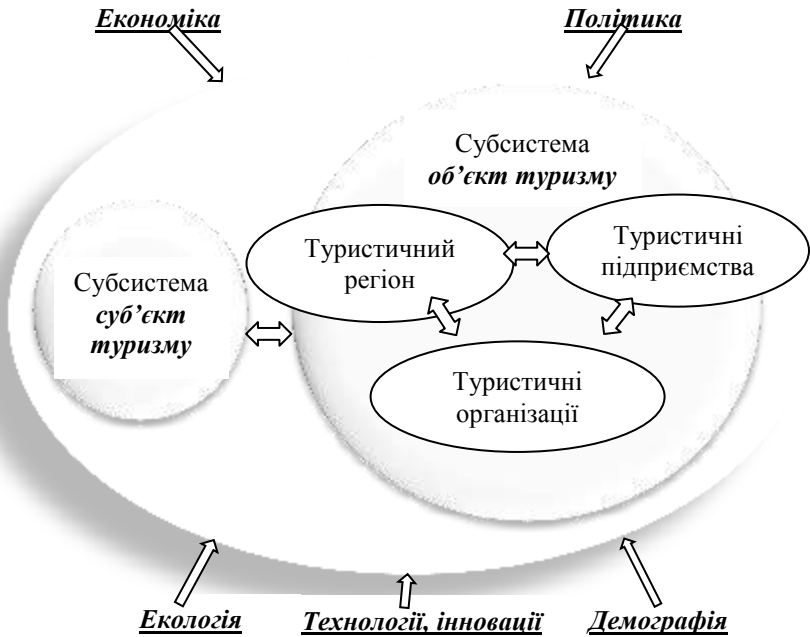 Економіка
Політика
Субсистема
об’єкт туризму
Туристичний
регіон
Туристичні
підприємства
Субсистема
суб’єкт
туризму
Туристичні
організації
Екологія
Технології, інновації
Демографія